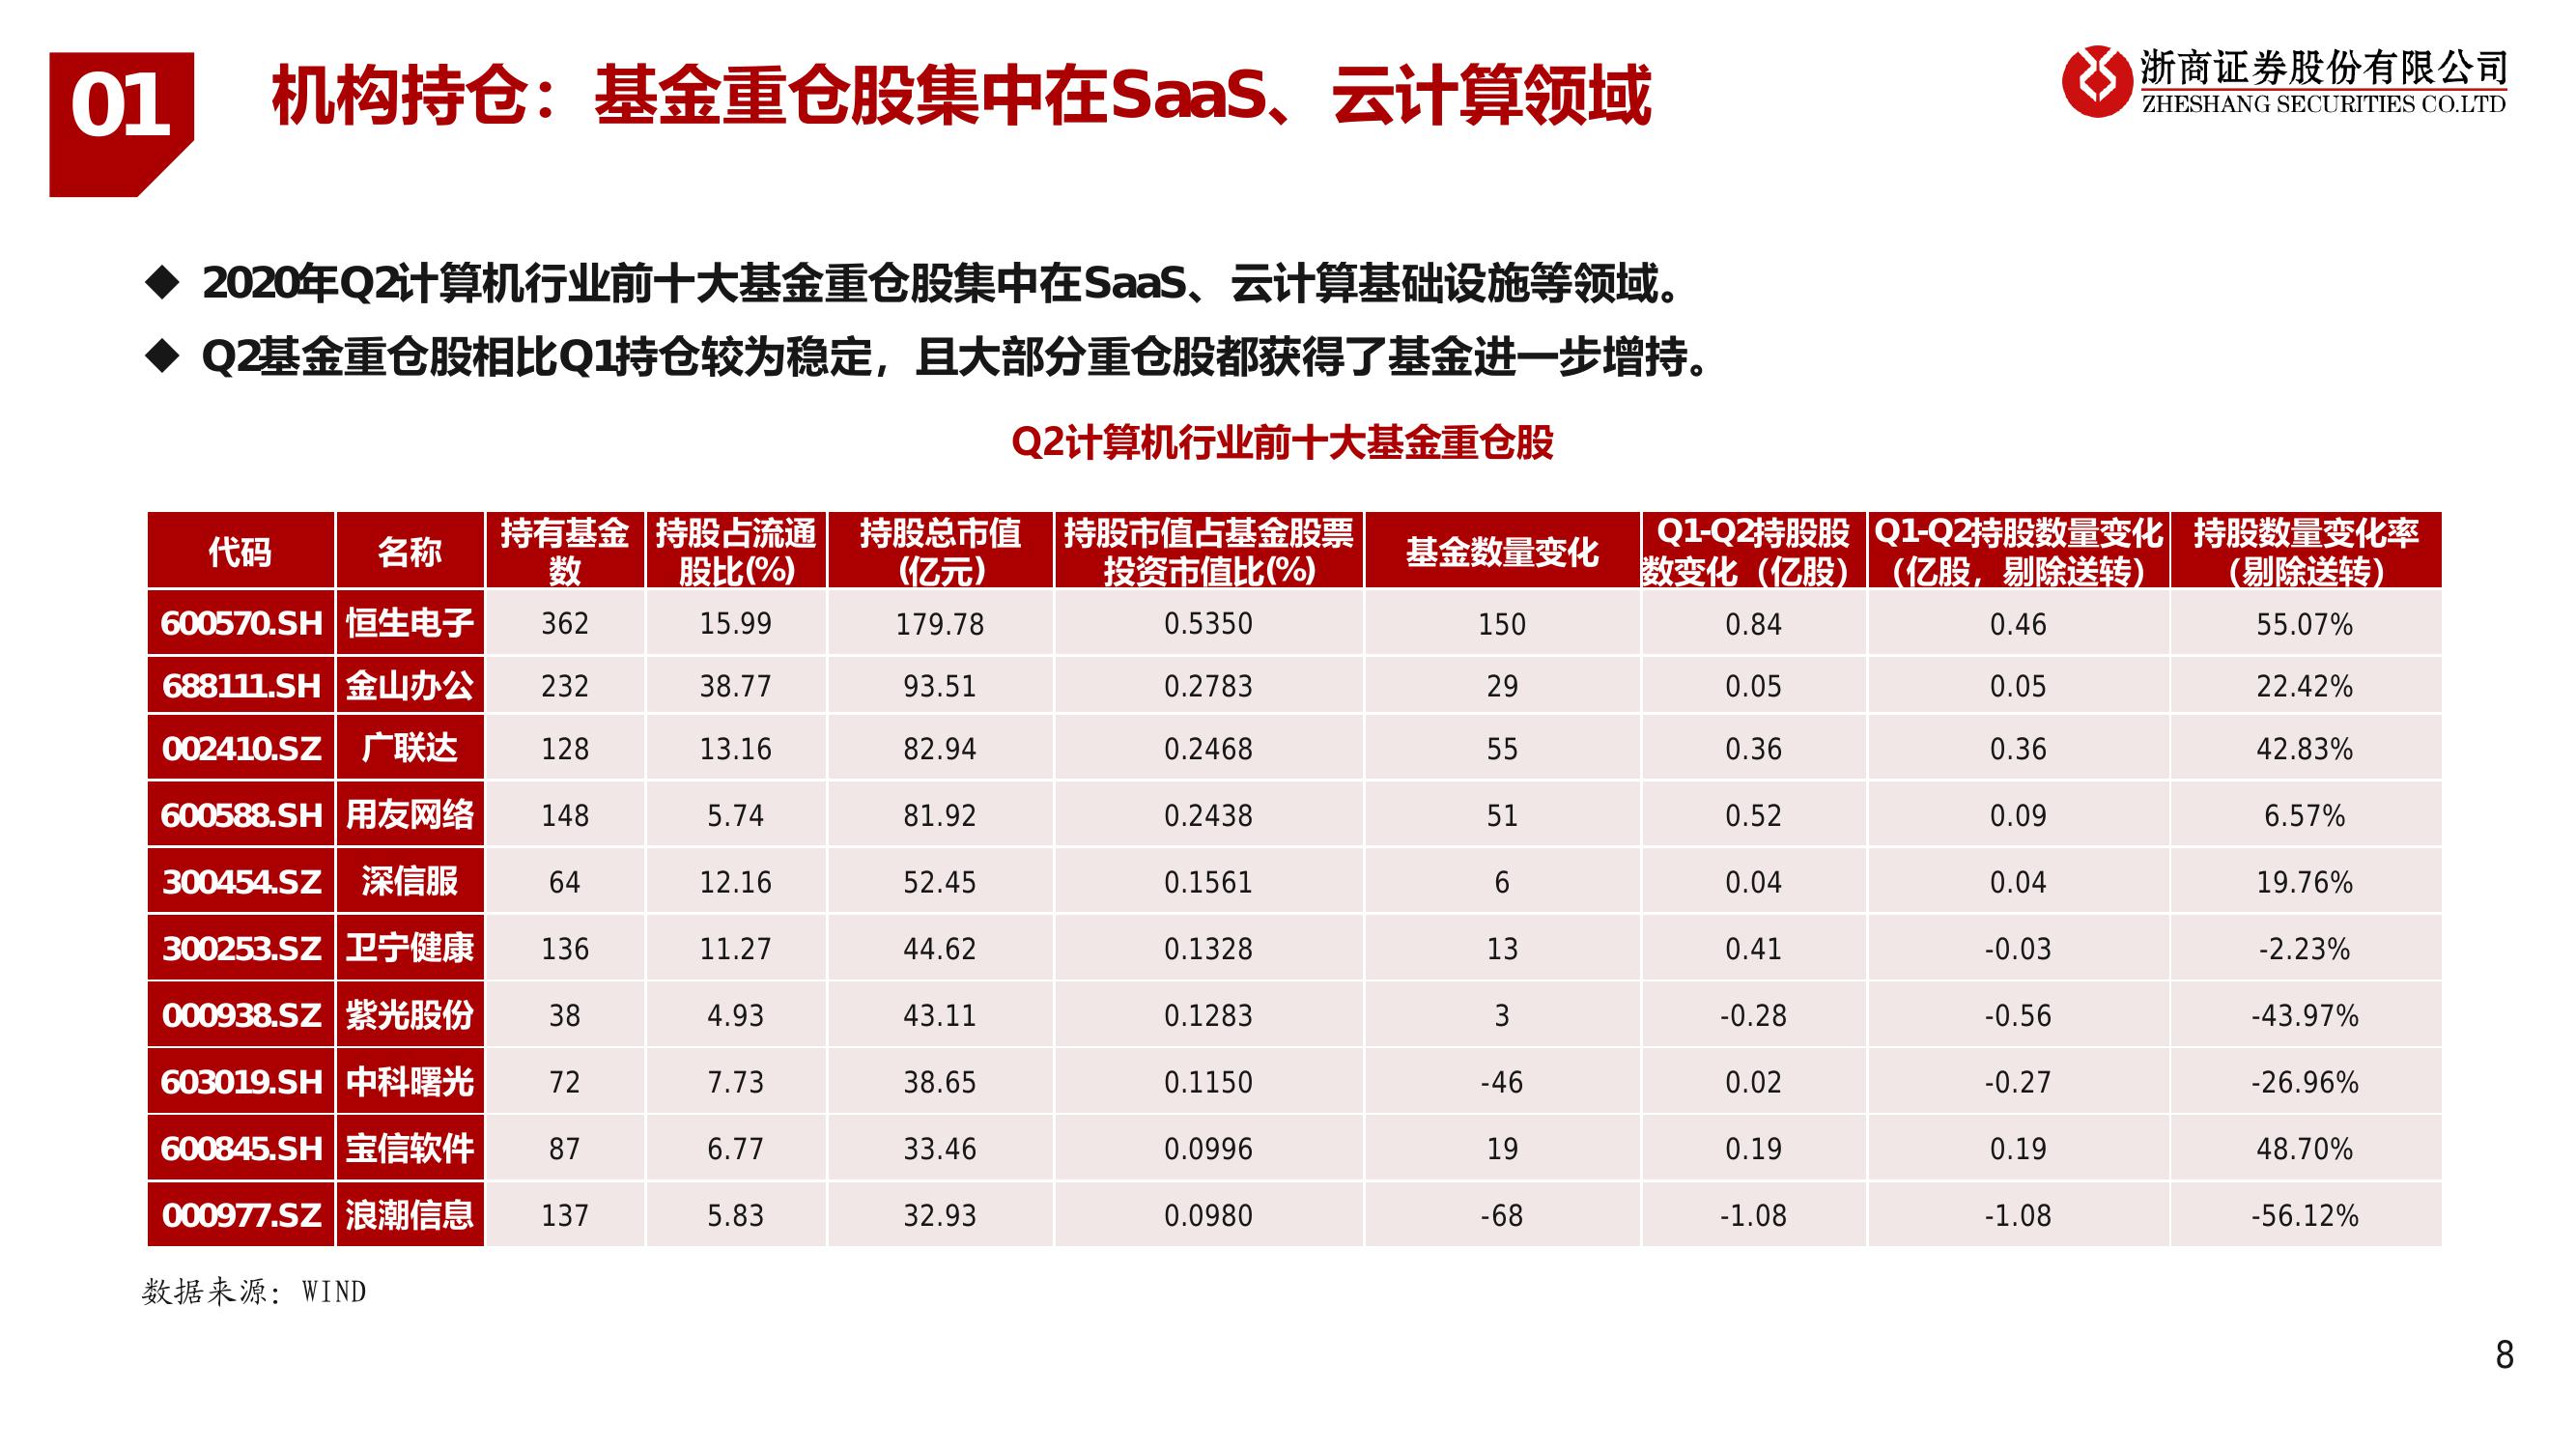 01
机构持仓：基金重仓股集中在SaaS、云计算领域
浙商证券股份有限公司
ZHESHANG SECURITIES CO.LTD
◆ 2020年Q2计算机行业前十大基金重仓股集中在SaaS、云计算基础设施等领域。
◆ Q2基金重仓股相比Q1持仓较为稳定，且大部分重仓股都获得了基金进一步增持。
Q2计算机行业前十大基金重仓股
代码 名称 持有基金数 持股占流通股比(%) 持股总市值(亿元) 持股市值占基金股票投资市值比(%) 基金数量变化 Q1-Q2持股股数变化（亿股） Q1-Q2持股数量变化（亿股，剔除送转） 持股数量变化率（剔除送转）
600570.SH 恒生电子 362 15.99 179.78 0.5350 150 0.84 0.46 55.07%
688111.SH 金山办公 232 38.77 93.51 0.2783 29 0.05 0.05 22.42%
002410.SZ 广联达 128 13.16 82.94 0.2468 55 0.36 0.36 42.83%
600588.SH 用友网络 148 5.74 81.92 0.2438 51 0.52 0.09 6.57%
300454.SZ 深信服 64 12.16 52.45 0.1561 6 0.04 0.04 19.76%
300253.SZ 卫宁健康 136 11.27 44.62 0.1328 13 0.41 -0.03 -2.23%
000938.SZ 紫光股份 38 4.93 43.11 0.1283 3 -0.28 -0.56 -43.97%
603019.SH 中科曙光 72 7.73 38.65 0.1150 -46 0.02 -0.27 -26.96%
600845.SH 宝信软件 87 6.77 33.46 0.0996 19 0.19 0.19 48.70%
000977.SZ 浪潮信息 137 5.83 32.93 0.0980 -68 -1.08 -1.08 -56.12%
数据来源：WIND
8